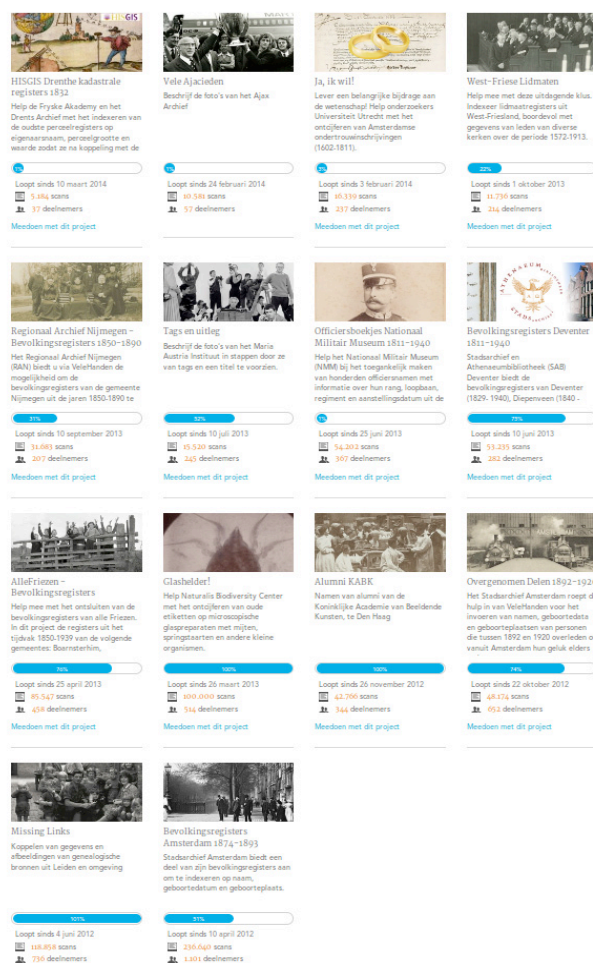 HISGIS
HISGIS Drenthe kadastrale
registers 1832
Help de Fryske Akademy en het
Drents Archief met het indexeren van
de oudste perceelregisters op
eigenaarsnaam, perceelgrootte en
waarde zodat ze na koppeling met de
1%
Loopt sinds 10 maart 2014
5.184 scans
37 deelnemers
Meedoen met dit project
Vele Ajacieden
Beschrijf de foto's van het Ajax
Archief
1%
Loopt sinds 24 februari 2014
10.581 scans
57 deelnemers
Ja, ik wil!
Lever een belangrijke bijdrage aan
de wetenschap! Help onderzoekers
Universiteit Utrecht met het
ontcijferen van Amsterdamse
ondertrouwinschrijvingen
(1602-1811).
3%
Loopt sinds 3 februari 2014
16.339 scans
237 deelnemers
Meedoen met dit project
West-Friese Lidmaten
Help mee met deze uitdagende klus.
Indexeer lidmaatregisters uit
West-Friesland, boordevol met
gegevens van leden van diverse
kerken over de periode 1572-1913.
22%
Loopt sinds 1 oktober 2013
11.736 scans
214 deelnemers
Meedoen met dit project
Regionaal Archief Nijmegen -
Bevolkingsregisters 1850-1890
Het Regionaal Archief Nijmegen
(RAN) biedt u via VeleHanden de
mogelijkheid om de
bevolkingsregisters van de gemeente
Nijmegen uit de jaren 1850-1890 te
31%
Loopt sinds 10 september 2013
31.683 scans
207 deelnemers
Meedoen met dit project
Tags en uitleg
Beschrijf de foto's van het Maria
Austria Instituut in stappen door ze
van tags en een titel te voorzien.
52%
Loopt sinds 10 juli 2013
15.520 scans
245 deelnemers
Meedoen met dit project
Officiersboekjes Nationaal
Militair Museum 1811-1940
Help het Nationaal Militair Museum
(NMM) bij het toegankelijk maken
van honderden officiersnamen met
informatie over hun rang, loopbaan,
regiment en aanstellingsdatum uit de
1%
Loopt sinds 25 juni 2013
54.202 scans
367 deelnemers
Meedoen met dit project
ATHENAEUM
STADS
Bevolkingsregisters Deventer
1811-1940
Stadsarchief en
Athenaeumbibliotheek (SAB)
Deventer biedt de
bevolkingsregisters van Deventer
(1829- 1940), Diepenveen (1840 -
75%
Loopt sinds 10 juni 2013
53.235 scans
282 deelnemers
Meedoen met dit project
AlleFriezen -
Bevolkingsregisters
Help mee met het ontsluiten van de
bevolkingsregisters van alle Friezen.
In dit project de registers uit het
tijdvak 1850-1939 van de volgende
gemeentes: Boarnsterhim,
76%
Loopt sinds 25 april 2013
85.547 scans
458 deelnemers
Meedoen met dit project
Glashelder!
Help Naturalis Biodiversity Center
met het ontcijferen van oude
etiketten op microscopische
glaspreparaten met mijten,
springstaarten en andere kleine
organismen.
100%
Loopt sinds 26 maart 2013
100.000 scans
514 deelnemers
Meedoen met dit project
Alumni KABK
Namen van alumni van de
Koninklijke Academie van Beeldende
Kunsten, te Den Haag
100%
Loopt sinds 26 november 2012
42.766 scans
344 deelnemers
Meedoen met dit project
Overgenomen Delen 1892-192
Het Stadsarchief Amsterdam roept d
hulp in van VeleHanden voor het
invoeren van namen, geboortedata
en geboorteplaatsen van personen
die tussen 1892 en 1920 overleden o
vanuit Amsterdam hun geluk elders
74%
Loopt sinds 22 oktober 2012
48.174 scans
652 deelnemers
Meedoen met dit project
Missing Links
Koppelen van gegevens en
afbeeldingen van genealogische
bronnen uit Leiden en omgeving
101%
Loopt sinds 4 juni 2012
118.858 scans
736 deelnemers
Bevolkingsregisters
Amsterdam 1874-1893
Stadsarchief Amsterdam biedt een
deel van zijn bevolkingsregisters aan
om te indexeren op naam,
geboortedatum en geboorteplaats.
51%
Loopt sinds 10 april 2012
236.640 scans
1.101 deelnemers